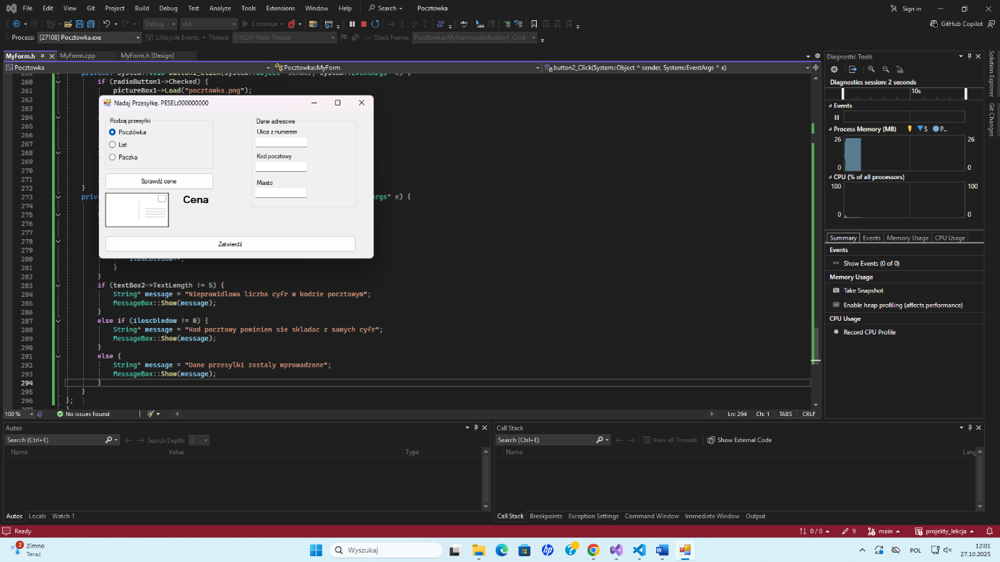 File Edit View Git Project Build Debug Test Analyze Tools Extensions Window Help Search Pocztowka Sign in
Debug x64 Continue GitHub Copilot
Process: [27108] Pocztowka.exe Lifecycle Events Thread: [14524] Main Thread Stack Frame: Pocztowka::MyForm::radioButton1_Click
MyForm.h MyForm.cpp MyForm.h [Design]
Pocztowka Pocztowka::MyForm button2_Click(System::Object ^ sender, System::EventArgs ^ e)
259 private: System::Void button1_Click(System::Object^ sender, System::EventArgs^ e) {
260 if (radioButton1->Checked) {
261 pictureBox1->Load("pocztowka.png");
262
263
264
265
266
267
268
269
270
271
272 }
273 Args^ e) {
274
275
276
277
278
279
280 iloscbledow++;
281 }
282 }
283 if (textBox2->TextLength != 5) {
284 String^ message = "Nieprawidlowa liczba cyfr w kodzie pocztowym";
285 MessageBox::Show(message);
286 }
287 else if (iloscbledow != 0) {
288 String^ message = "Kod pocztowy powinien sie skladac z samych cyfr";
289 MessageBox::Show(message);
290 }
291 else {
292 String^ message = "Dane przesylki zostaly wprowadzone";
293 MessageBox::Show(message);
294 }
295 }
296 };
297 }
Nadaj Przesyłkę, PESEL:000000000
Rodzaj przesyłki
Pocztówka
List
Paczka
Sprawdź cene
Cena
Dane adresowe
Ulica z numerem
Kod pocztowy
Miasto
Zatwierdź
100 % No issues found Ln: 294 Ch: 1 TABS CRLF
Diagnostic Tools
Diagnostics session: 2 seconds
10s
Events
Process Memory (MB) S P..
26 26
0 0
CPU (% of all processors)
100 100
0 0
Summary Events Memory Usage CPU Usage
Events
Show Events (0 of 0)
Memory Usage
Take Snapshot
Enable heap profiling (affects performance)
CPU Usage
Record CPU Profile
Solution Explorer
Git Changes
Autos
Search (Ctrl+E) Search Depth: 3
Name Value Type
Autos Locals Watch 1
Call Stack
Search (Ctrl+E) View all Threads Show External Code
Name Lang
Call Stack Breakpoints Exception Settings Command Window Immediate Window Output
Ready 0 / 0 9 main projekty_lekcja
2 Zimno
Teraz
Wyszukaj
POL
12:01
27.10.2025